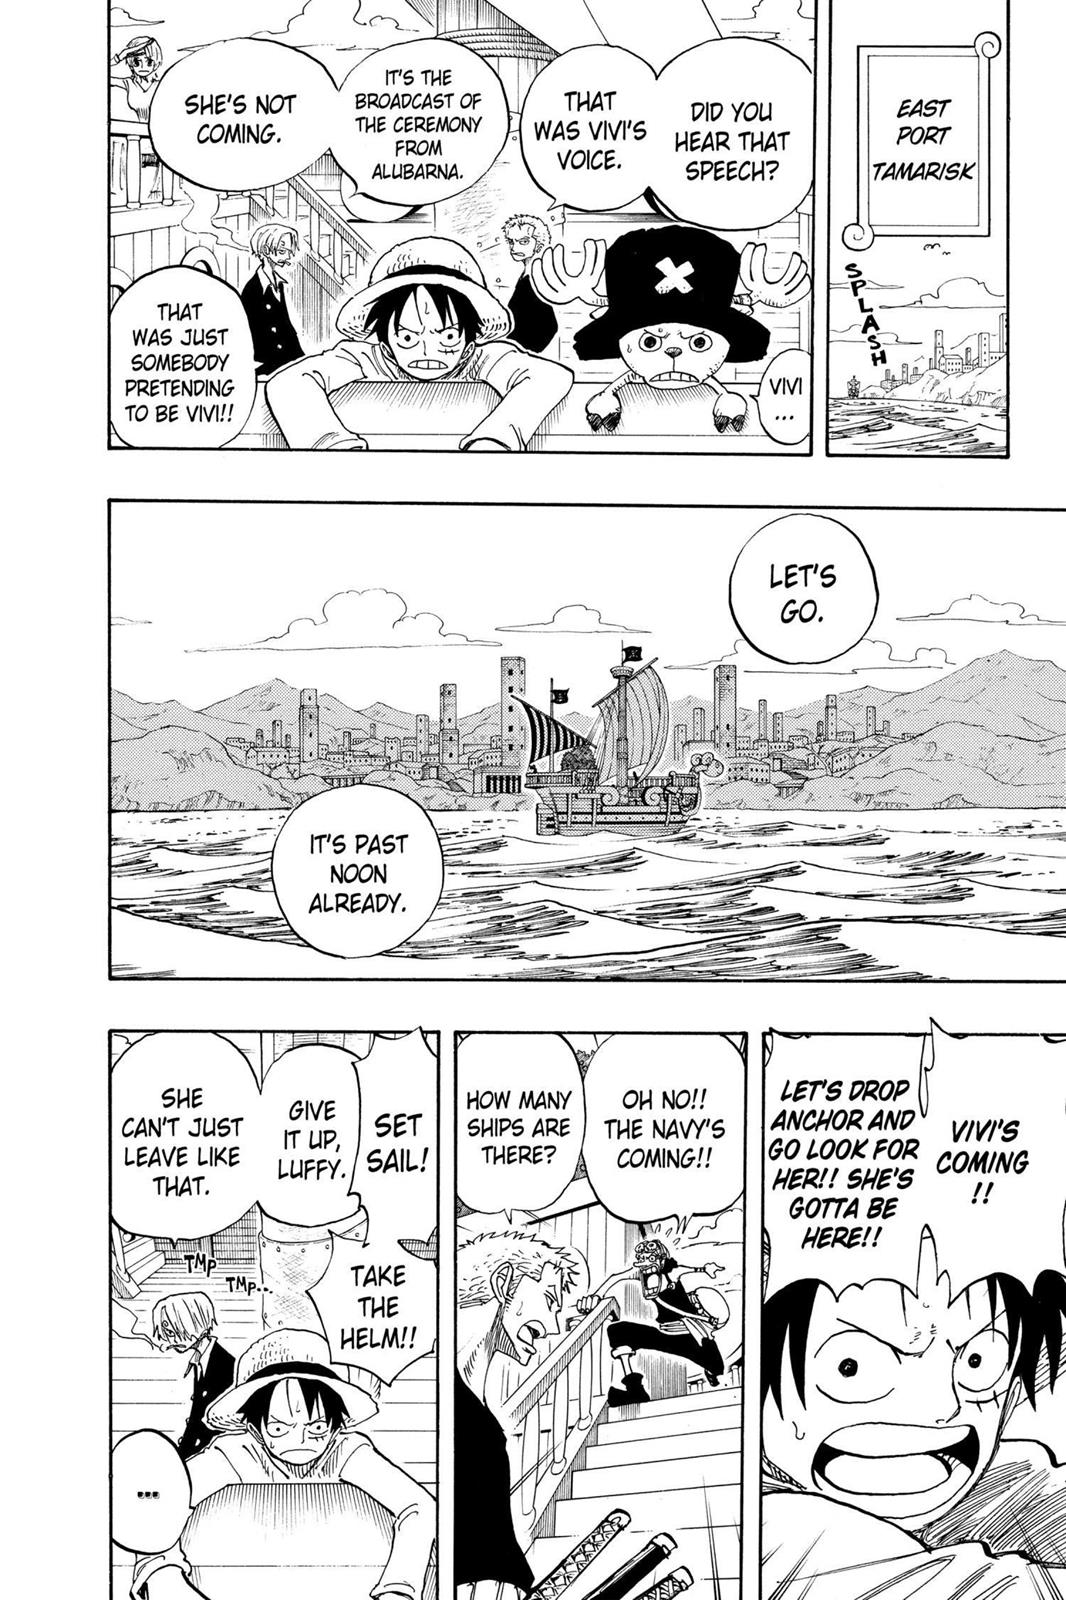 EAST
PORT
TAMARISK
SPLASH
DID YOU
HEAR THAT
SPEECH?
THAT
WAS VIVI'S
VOICE.
IT'S THE
BROADCAST OF
THE CEREMONY
FROM
ALUBARNA.
SHE'S NOT
COMING.
VIVI
...
THAT
WAS JUST
SOMEBODY
PRETENDING
TO BE VIVI!!
LET'S
GO.
IT'S PAST
NOON
ALREADY.
VIVI'S
COMING
!!
LET'S DROP
ANCHOR AND
GO LOOK FOR
HER!! SHE'S
GOTTA BE
HERE!!
OH NO!!
THE NAVY'S
COMING!!
HOW MANY
SHIPS ARE
THERE?
SET
SAIL!
GIVE
IT UP,
LUFFY.
SHE
CAN'T JUST
LEAVE LIKE
THAT.
TMP
TMP...
TAKE
THE
HELM!!
...